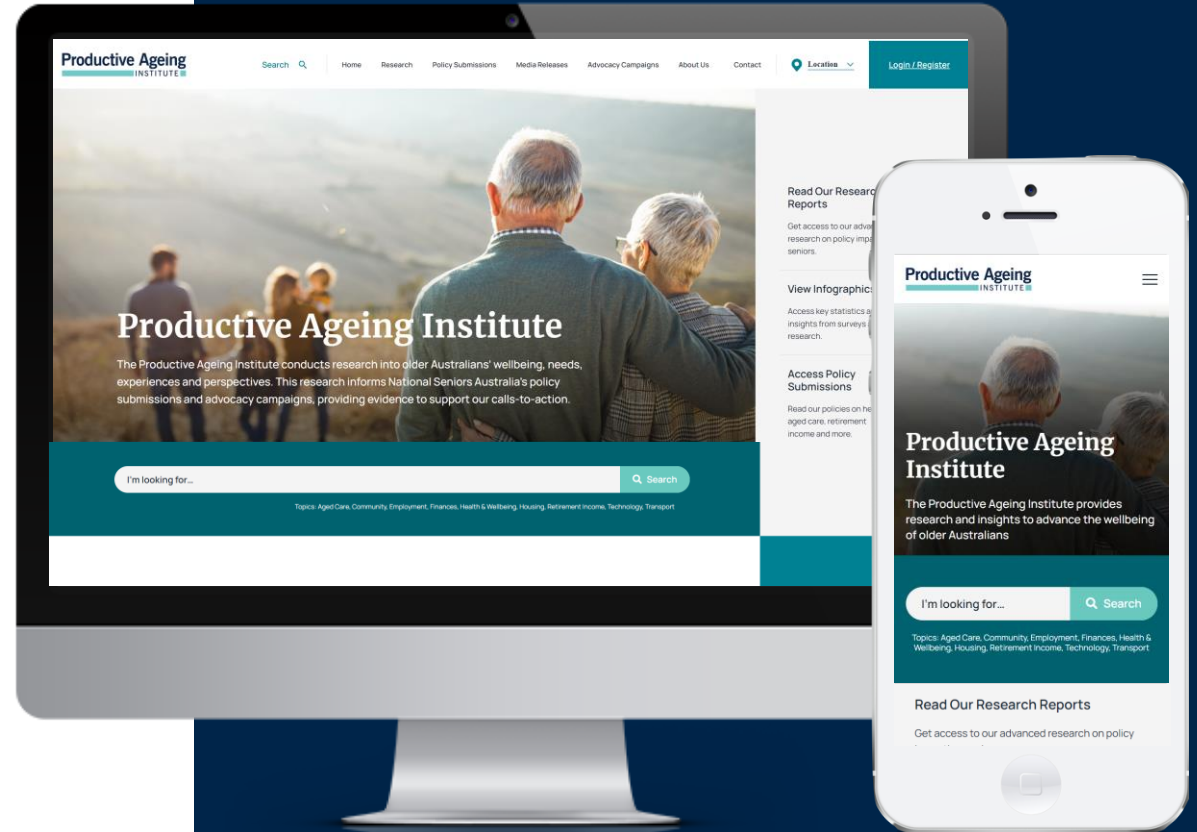 Productive Ageing
INSTITUTE
Search
Home
Research
Policy Submissions
Media Releases
Advocacy Campaigns
About Us
Contact
Location
Login / Register
Productive Ageing Institute
The Productive Ageing Institute conducts research into older Australians' wellbeing, needs,
experiences and perspectives. This research informs National Seniors Australia's policy
submissions and advocacy campaigns, providing evidence to support our calls-to-action.
I'm looking for...
Search
Topics: Aged Care, Community, Employment, Finances, Health & Wellbeing, Housing, Retirement Income, Technology, Transport
Read Our
Reports
Get access to our
research on policy
seniors.
View
Access key statistics
insights from surveys
research.
Access Policy
Submissions
Read our policies on
aged care, retirement
income and more.
Productive Ageing
INSTITUTE
Productive Ageing
Institute
The Productive Ageing Institute provides
research and insights to advance the wellbeing
of older Australians
I'm looking for...
Search
Topics: Aged Care, Community, Employment, Finances, Health &
Wellbeing, Housing, Retirement Income, Technology, Transport
Read Our Research Reports
Get access to our advanced research on policy